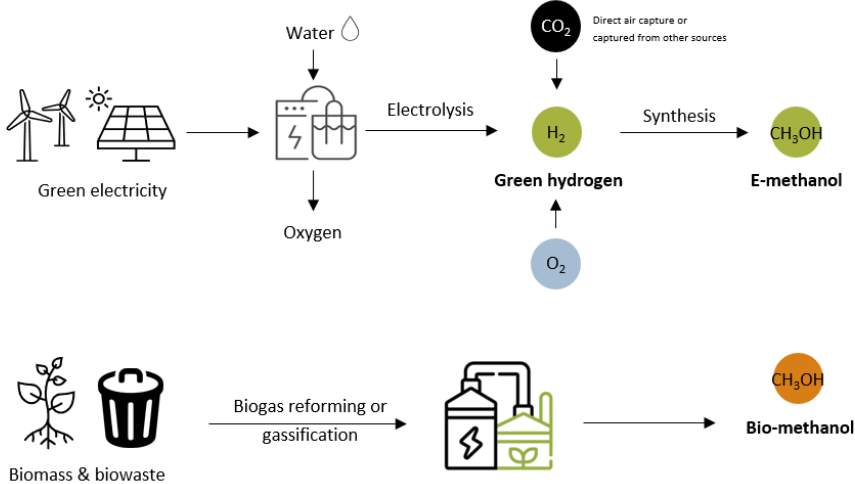 Water
CO₂
Direct air capture or
captured from other sources
Electrolysis
H₂
Synthesis
CH₃OH
Green electricity
Green hydrogen
E-methanol
Oxygen
O₂
Biogas reforming or
gassification
CH₃OH
Bio-methanol
Biomass & biowaste